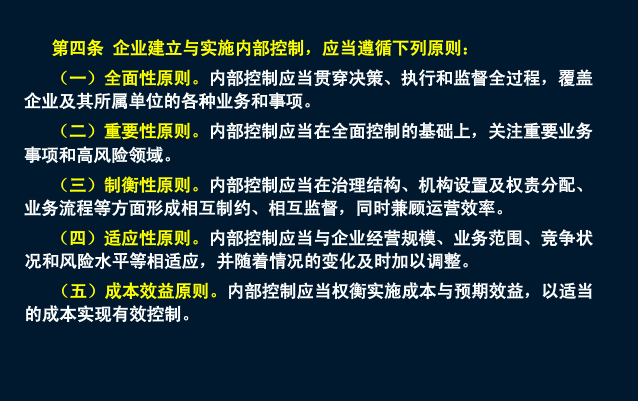 第四条 企业建立与实施内部控制，应当遵循下列原则：
（一）全面性原则。内部控制应当贯穿决策、执行和监督全过程，覆盖
企业及其所属单位的各种业务和事项。
（二）重要性原则。内部控制应当在全面控制的基础上，关注重要业务
事项和高风险领域。
（三）制衡性原则。内部控制应当在治理结构、机构设置及权责分配、
业务流程等方面形成相互制约、相互监督，同时兼顾运营效率。
（四）适应性原则。内部控制应当与企业经营规模、业务范围、竞争状
况和风险水平等相适应，并随着情况的变化及时加以调整。
（五）成本效益原则。内部控制应当权衡实施成本与预期效益，以适当
的成本实现有效控制。